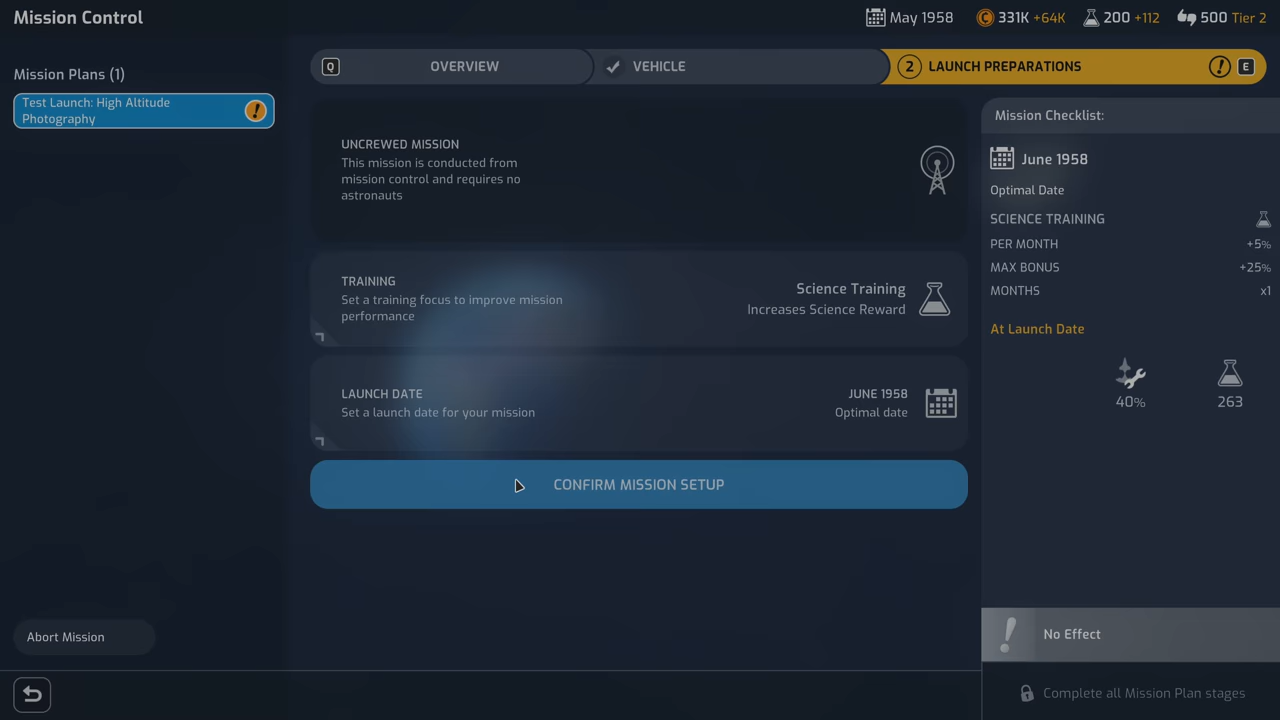 Mission Control
May 1958
331K +64K
200 +112
500 Tier 2
Mission Plans (1)
Test Launch: High Altitude
Photography
Abort Mission
Q
OVERVIEW
VEHICLE
2
LAUNCH PREPARATIONS
E
UNCREWED MISSION
This mission is conducted from
mission control and requires no
astronauts
TRAINING
Set a training focus to improve mission
performance
Science Training
Increases Science Reward
LAUNCH DATE
Set a launch date for your mission
JUNE 1958
Optimal date
CONFIRM MISSION SETUP
Mission Checklist:
June 1958
Optimal Date
SCIENCE TRAINING
PER MONTH +5%
MAX BONUS +25%
MONTHS x1
At Launch Date
40% 263
No Effect
Complete all Mission Plan stages